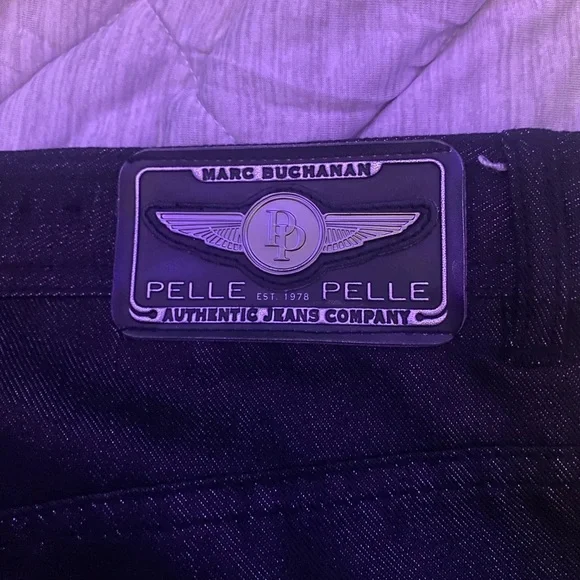 MARC BUCHANAN
PP
PELLE EST. 1978 PELLE
AUTHENTIC JEANS COMPANY